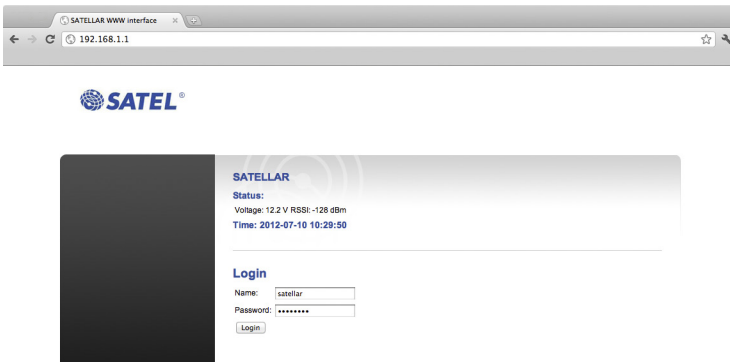 SATELLAR WWW interface
192.168.1.1
SATEL®
SATELLAR
Status:
Voltage: 12.2 V RSSI: -128 dBm
Time: 2012-07-10 10:29:50
Login
Name: satellar
Password: ••••••••
Login